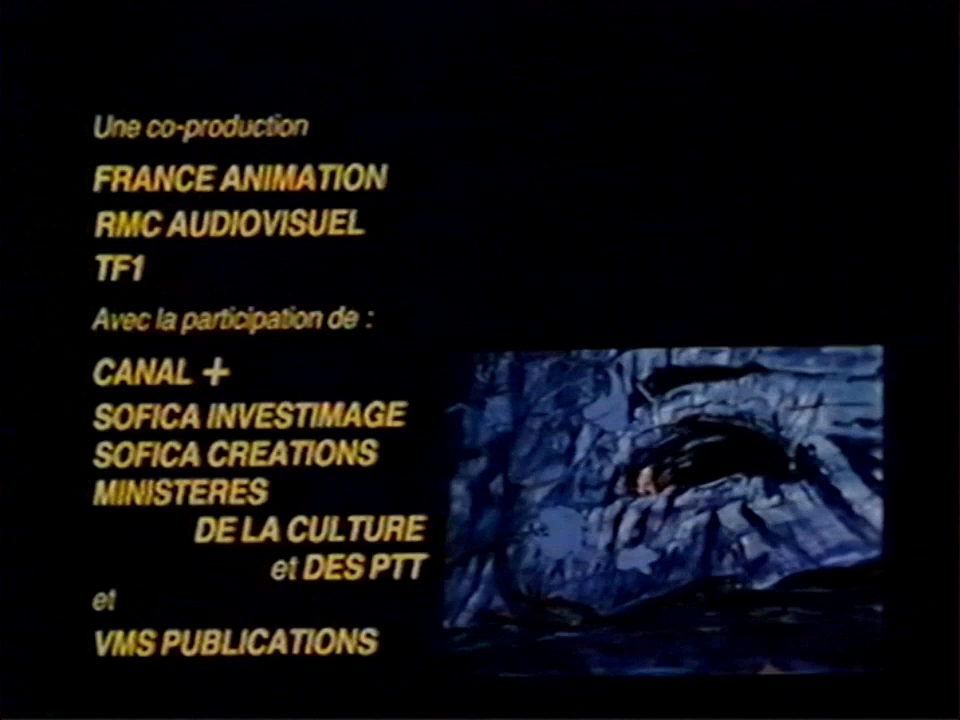 Une co-production
FRANCE ANIMATION
RMC AUDIOVISUEL
TF1
Avec la participation de :
CANAL +
SOFICA INVESTIMAGE
SOFICA CREATIONS
MINISTERES
DE LA CULTURE
et DES PTT
et
VMS PUBLICATIONS